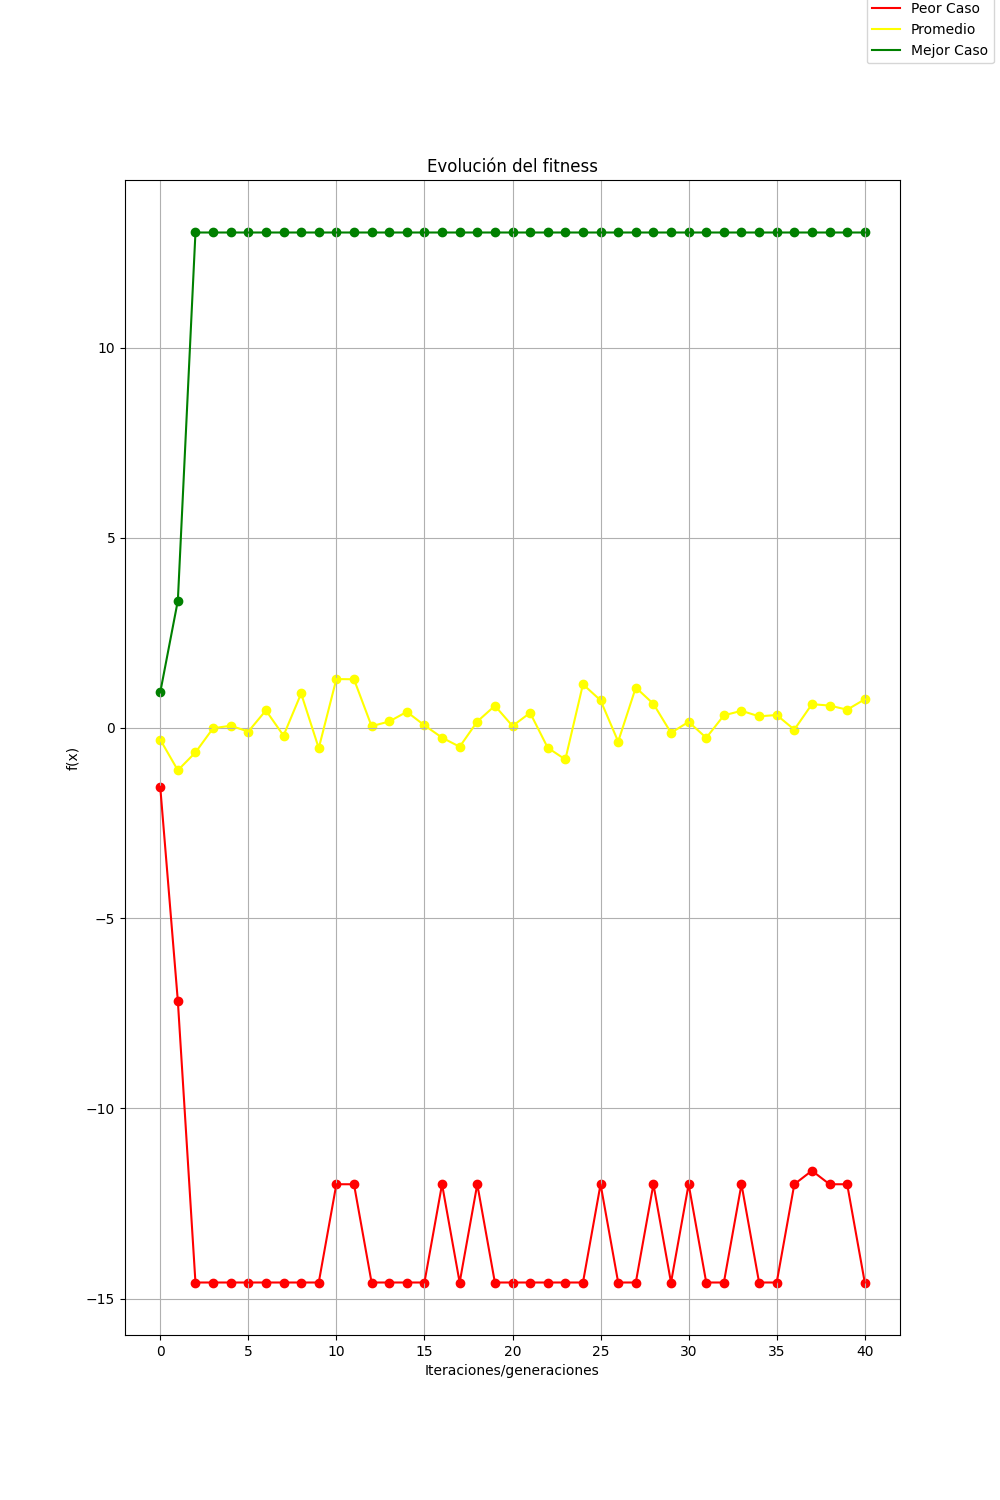 Peor Caso
Promedio
Mejor Caso
Evolución del fitness
10
5
0
f(x)
−5
−10
−15
0 5 10 15 20 25 30 35 40
Iteraciones/generaciones